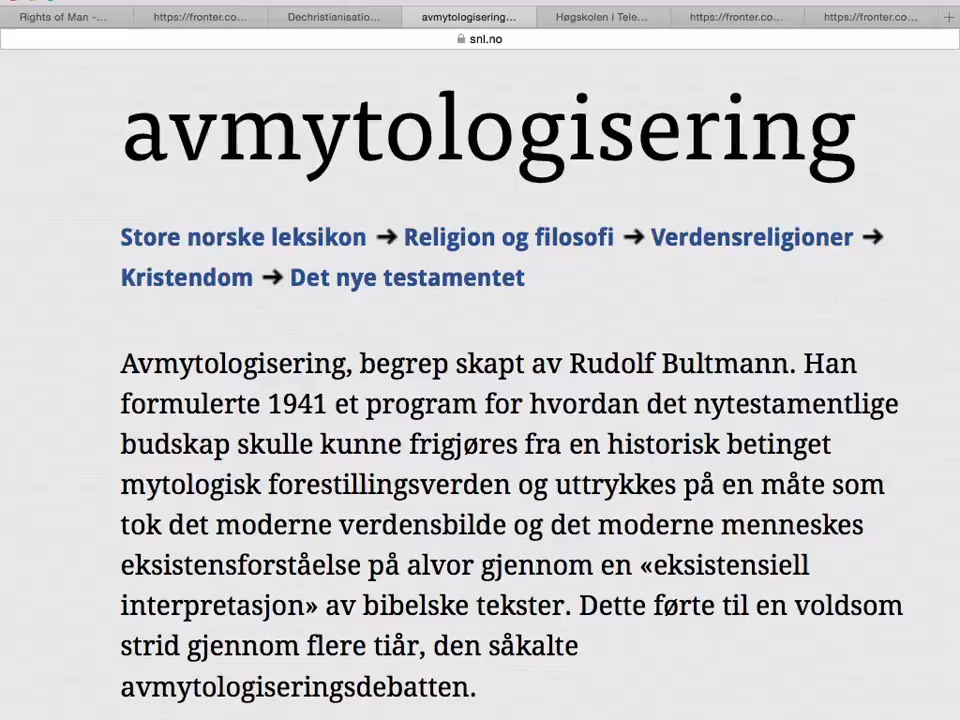 Rights of Man -... https://fronter.co... Dechristianisatio... avmytologisering... Høgskolen i Tele... https://fronter.co... https://fronter.co... +
snl.no
avmytologisering
Store norske leksikon ➔ Religion og filosofi ➔ Verdensreligioner ➔
Kristendom ➔ Det nye testamentet
Avmytologisering, begrep skapt av Rudolf Bultmann. Han
formulerte 1941 et program for hvordan det nytestamentlige
budskap skulle kunne frigjøres fra en historisk betinget
mytologisk forestillingsverden og uttrykkes på en måte som
tok det moderne verdensbilde og det moderne menneskes
eksistensforståelse på alvor gjennom en «eksistensiell
interpretasjon» av bibelske tekster. Dette førte til en voldsom
strid gjennom flere tiår, den såkalte
avmytologiseringsdebatten.